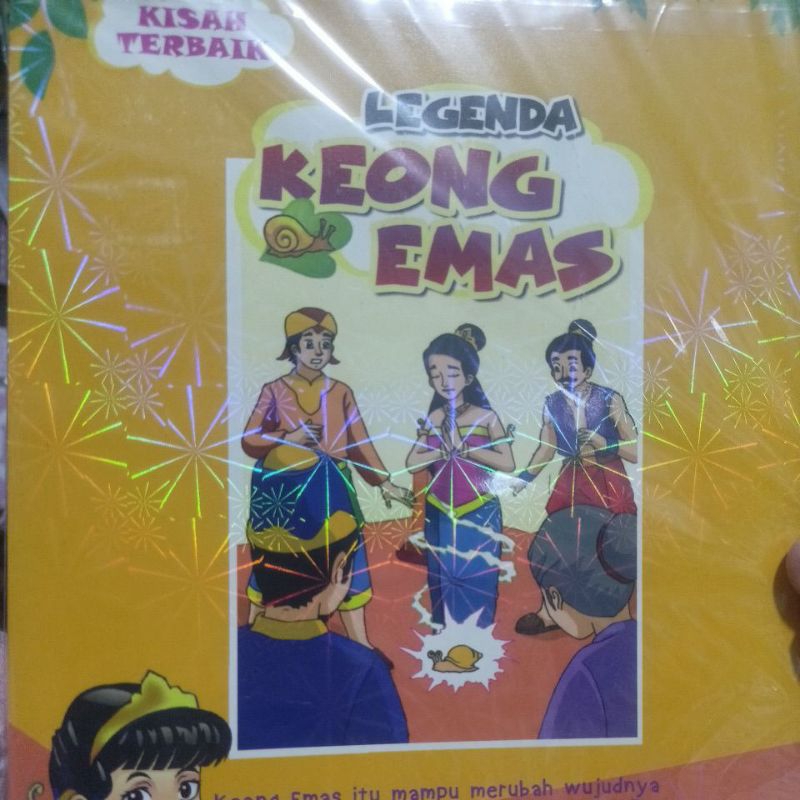 KISAH
TERBAIK
LEGENDA
KEONG
EMAS
Keong Emas itu mampu merubah wujudnya